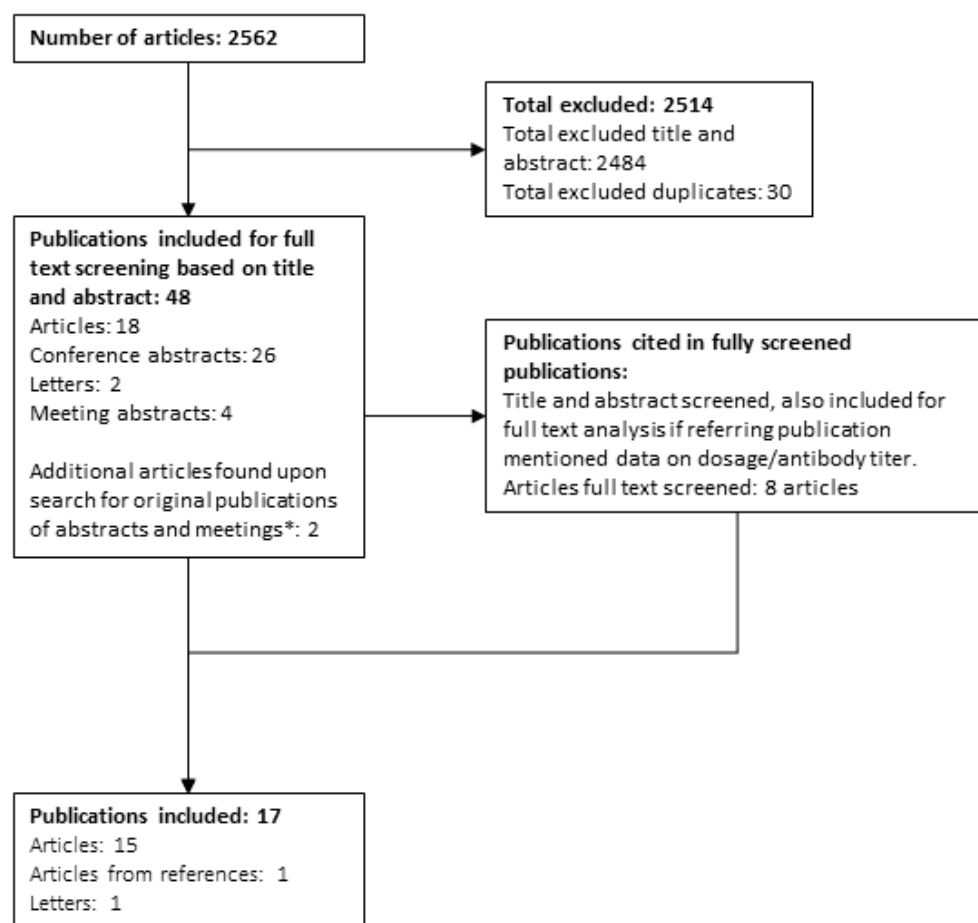 Number of articles: 2562
Total excluded: 2514
Total excluded title and
abstract: 2484
Total excluded duplicates: 30
Publications included for full
text screening based on title
and abstract: 48
Articles: 18
Conference abstracts: 26
Letters: 2
Meeting abstracts: 4
Additional articles found upon
search for original publications
of abstracts and meetings*: 2
Publications cited in fully screened
publications:
Title and abstract screened, also included for
full text analysis if referring publication
mentioned data on dosage/antibody titer.
Articles full text screened: 8 articles
Publications included: 17
Articles: 15
Articles from references: 1
Letters: 1